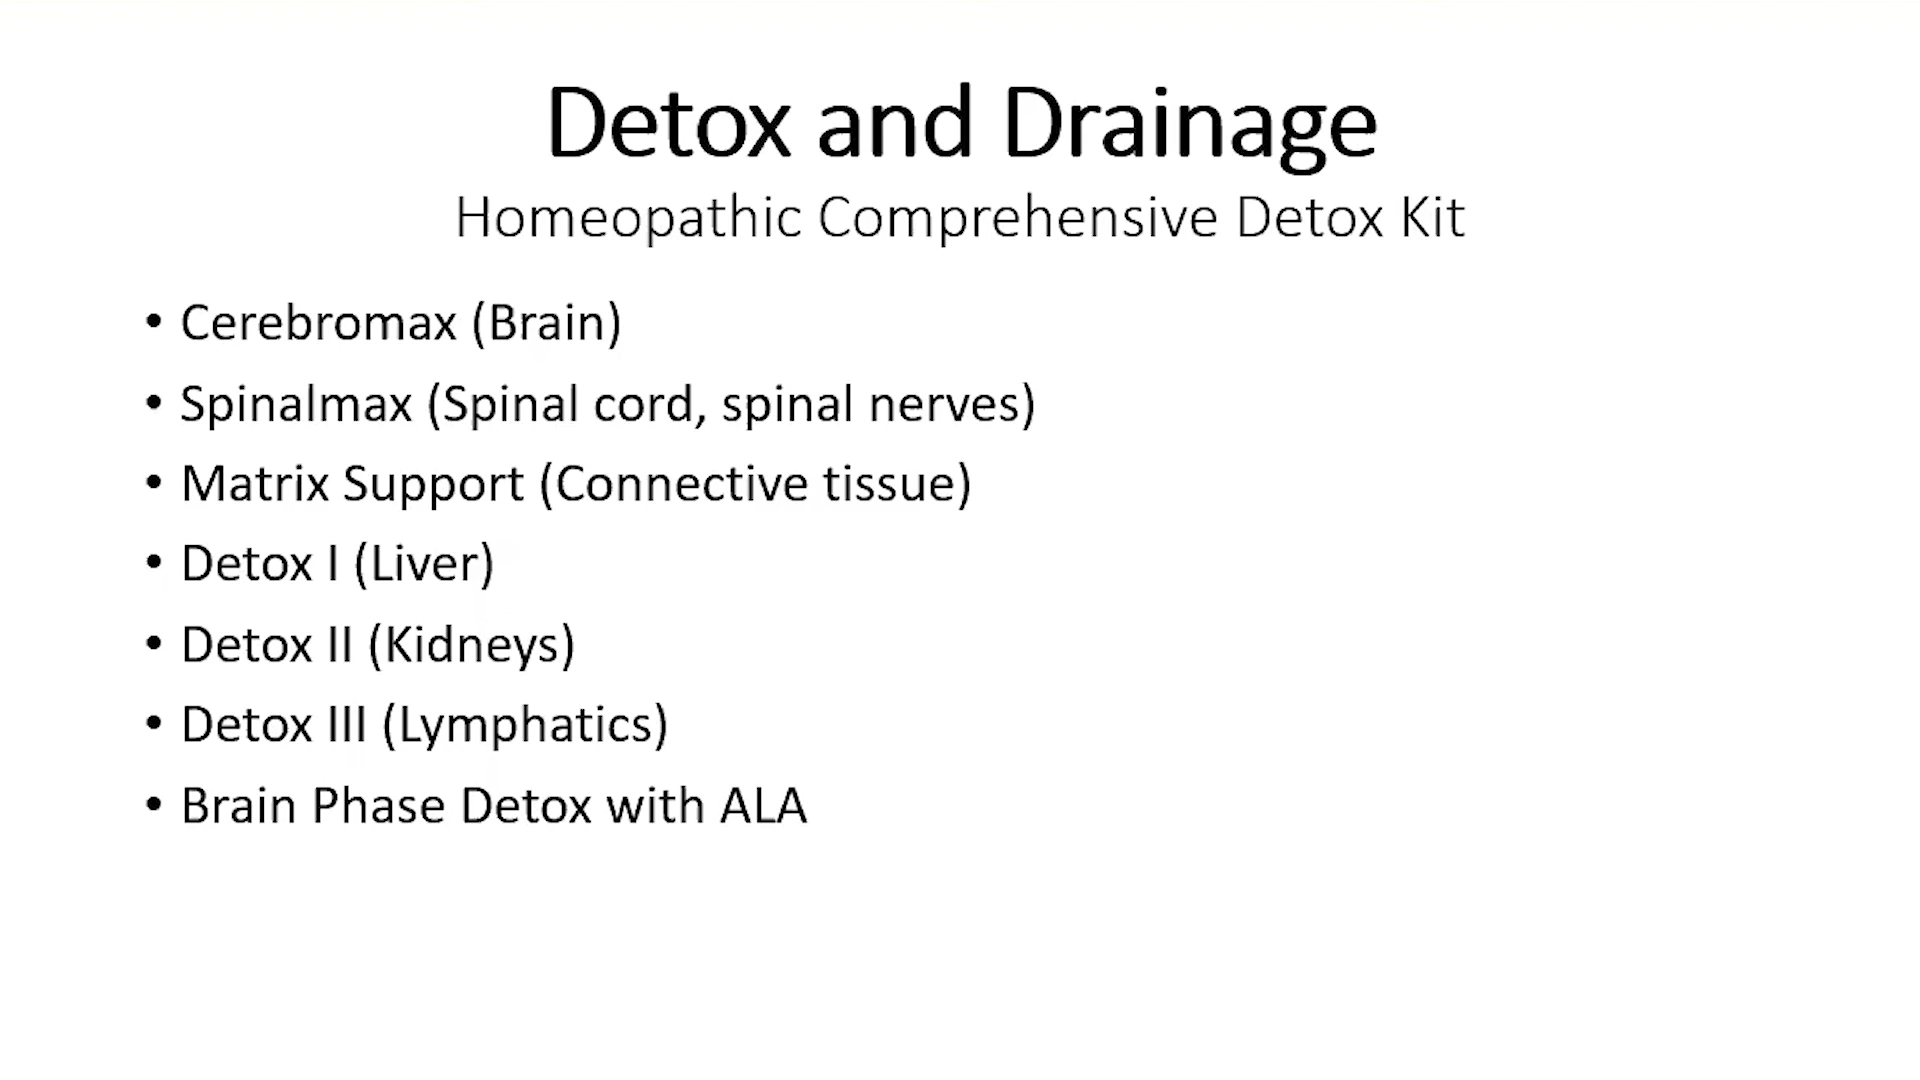 Detox and Drainage
Homeopathic Comprehensive Detox Kit
• Cerebromax (Brain)
• Spinalmax (Spinal cord, spinal nerves)
• Matrix Support (Connective tissue)
• Detox I (Liver)
• Detox II (Kidneys)
• Detox III (Lymphatics)
• Brain Phase Detox with ALA